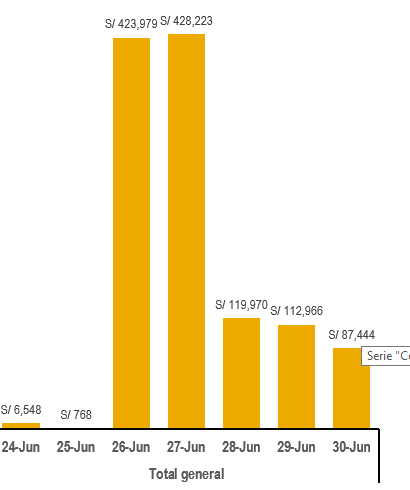 S/ 423,979
S/ 428,223
S/ 119,970
S/ 112,966
S/ 87,444
Serie "C
S/ 6,548
S/ 768
24-Jun 25-Jun 26-Jun 27-Jun 28-Jun 29-Jun 30-Jun
Total general